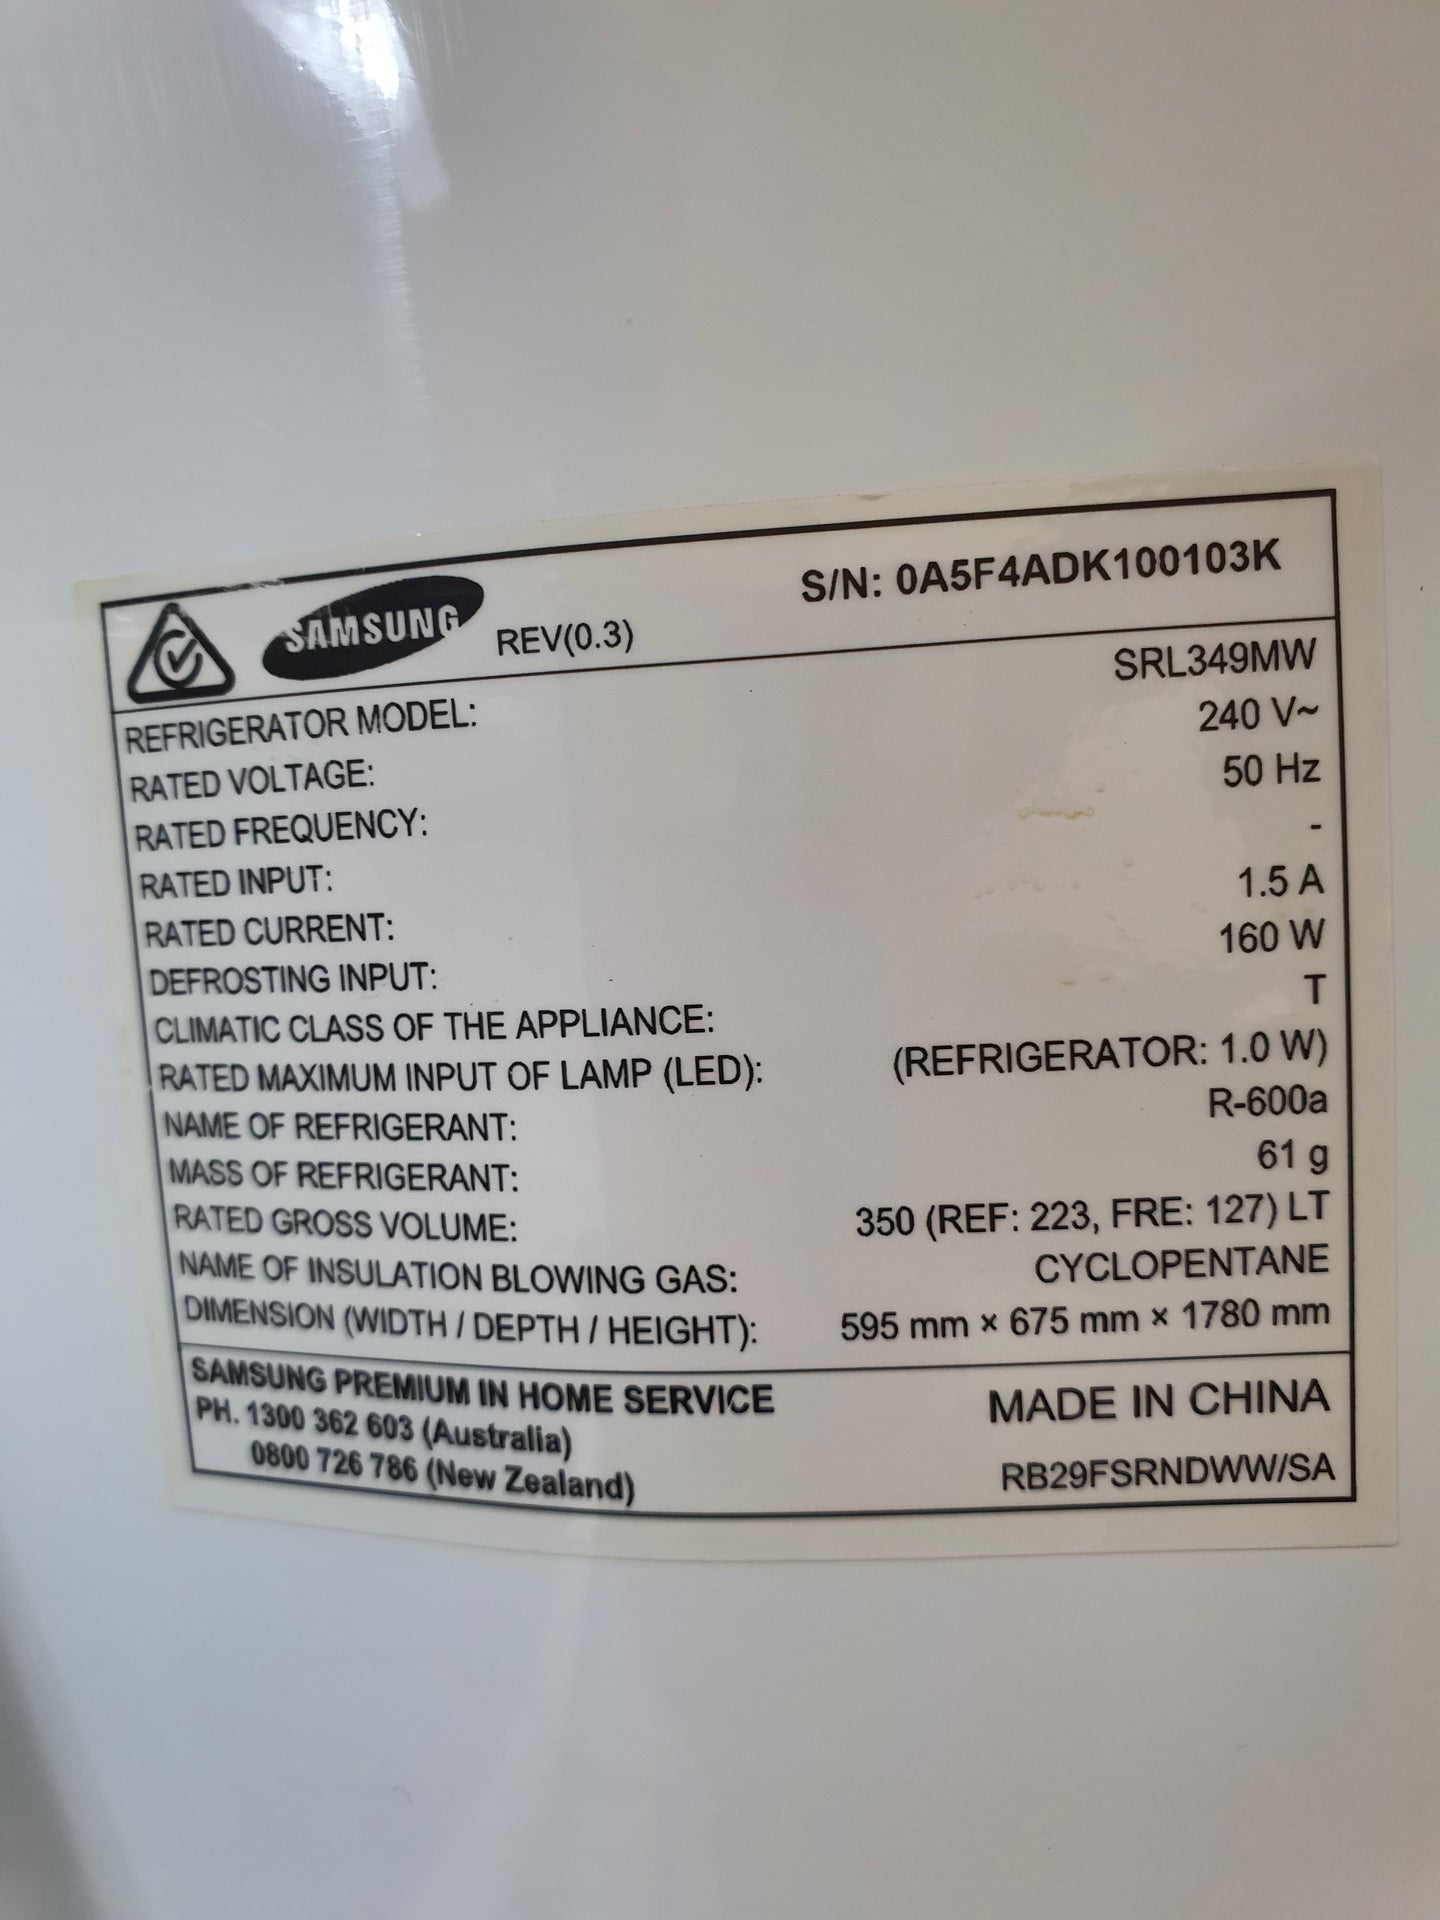 SAMSUNG REV(0.3) S/N: 0A5F4ADK100103K
REFRIGERATOR MODEL: SRL349MW
RATED VOLTAGE: 240 V~
RATED FREQUENCY: 50 Hz
RATED INPUT: -
RATED CURRENT: 1.5 A
DEFROSTING INPUT: 160 W
CLIMATIC CLASS OF THE APPLIANCE: T
RATED MAXIMUM INPUT OF LAMP (LED): (REFRIGERATOR: 1.0 W)
NAME OF REFRIGERANT: R-600a
MASS OF REFRIGERANT: 61 g
RATED GROSS VOLUME: 350 (REF: 223, FRE: 127) LT
NAME OF INSULATION BLOWING GAS: CYCLOPENTANE
DIMENSION (WIDTH / DEPTH / HEIGHT): 595 mm × 675 mm × 1780 mm
SAMSUNG PREMIUM IN HOME SERVICE
PH. 1300 362 603 (Australia)
0800 726 786 (New Zealand)
MADE IN CHINA
RB29FSRNDWW/SA